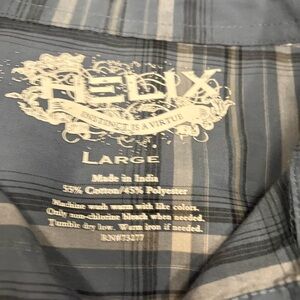 HELIX
INSTINCT IS A VIRTUE
LARGE
Made in India
55% Cotton/45% Polyester
Machine wash warm with like colors.
Only non-chlorine bleach when needed.
Tumble dry low. Warm iron if needed.
RN#73277